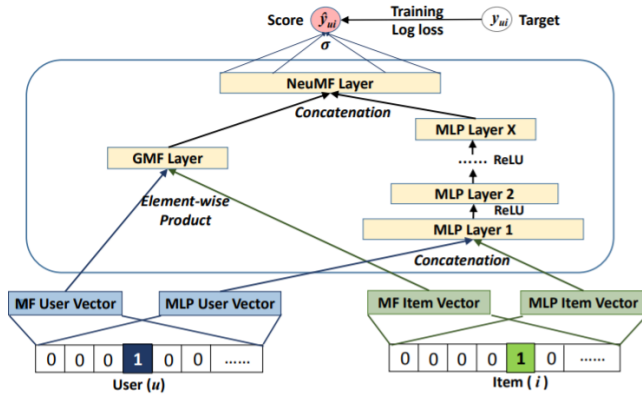 Score ŷui Training yui Target
Log loss
σ
NeuMF Layer
Concatenation
MLP Layer X
GMF Layer
...... ReLU
Element-wise
Product
MLP Layer 2
ReLU
MLP Layer 1
Concatenation
MF User Vector MLP User Vector MF Item Vector MLP Item Vector
0 0 0 1 0 0 ...... 0 0 0 0 1 0 ......
User (u) Item (i)